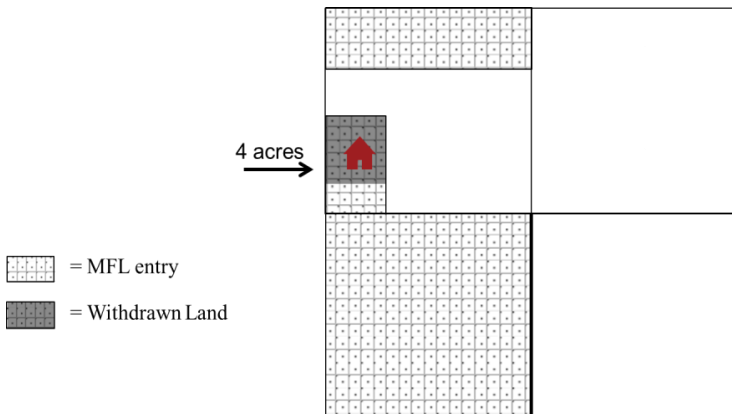 4 acres
= MFL entry
= Withdrawn Land